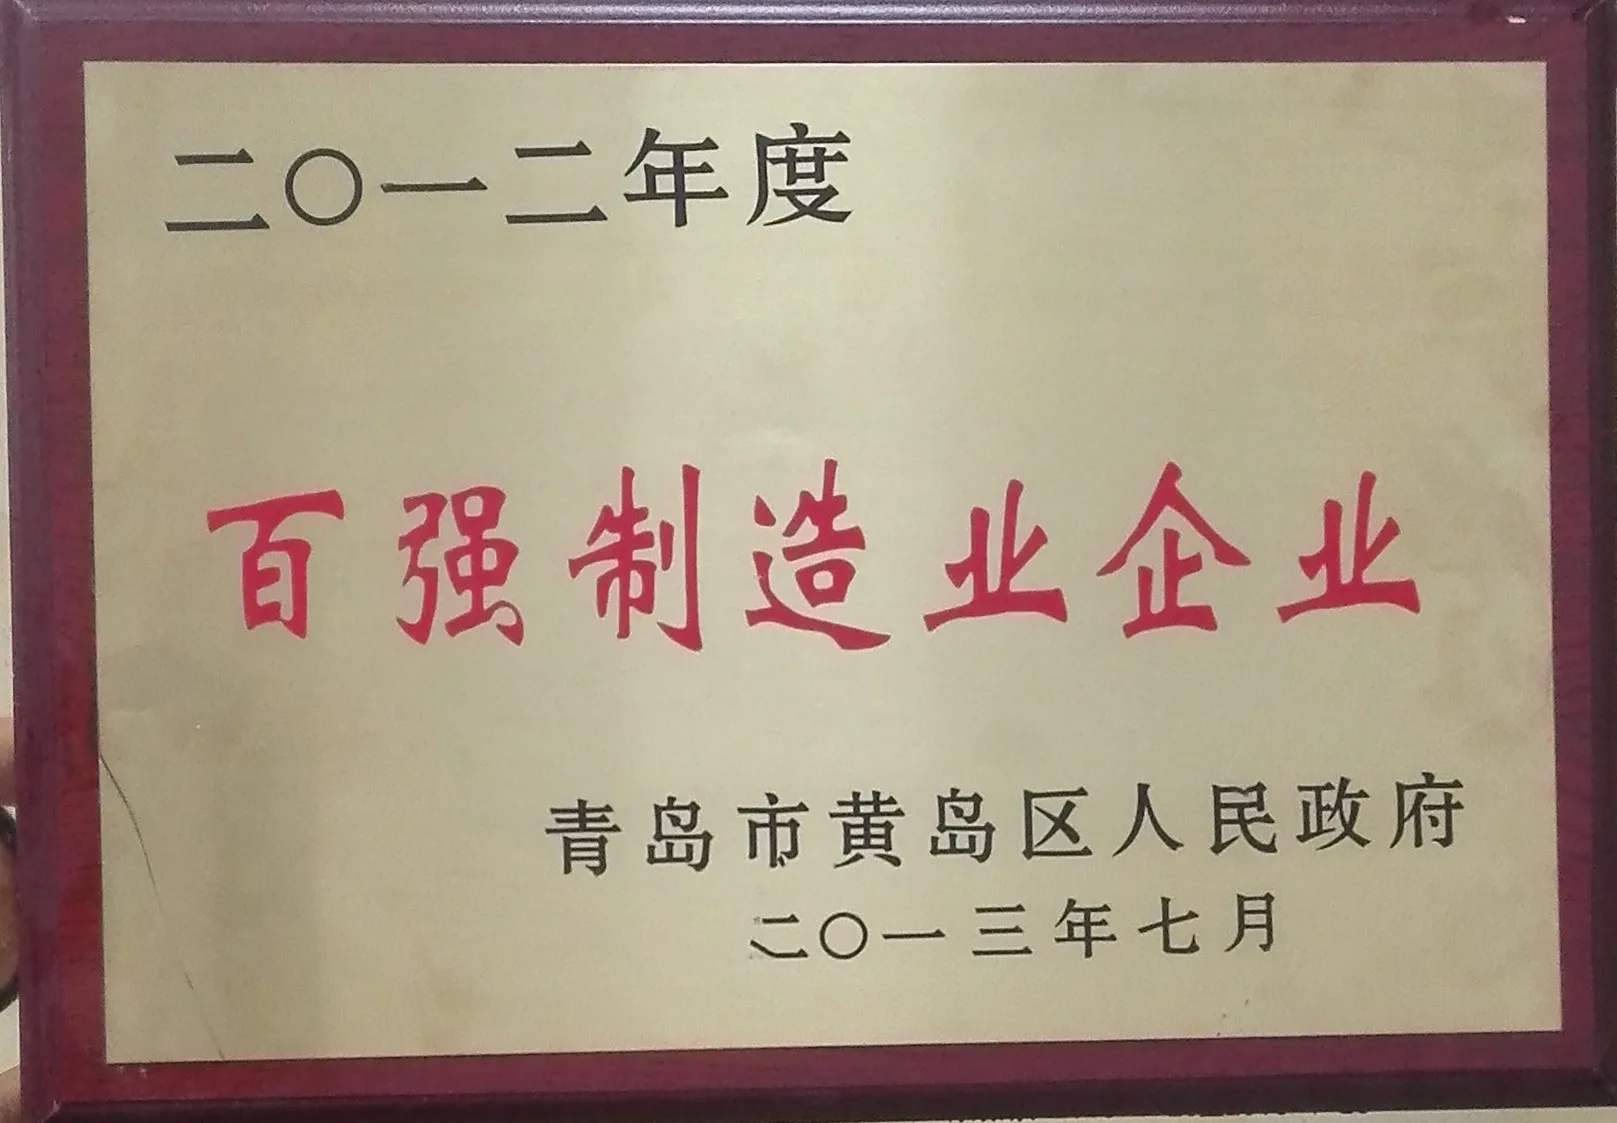 二〇一二年度
百强制造业企业
青岛市黄岛区人民政府
二〇一三年七月